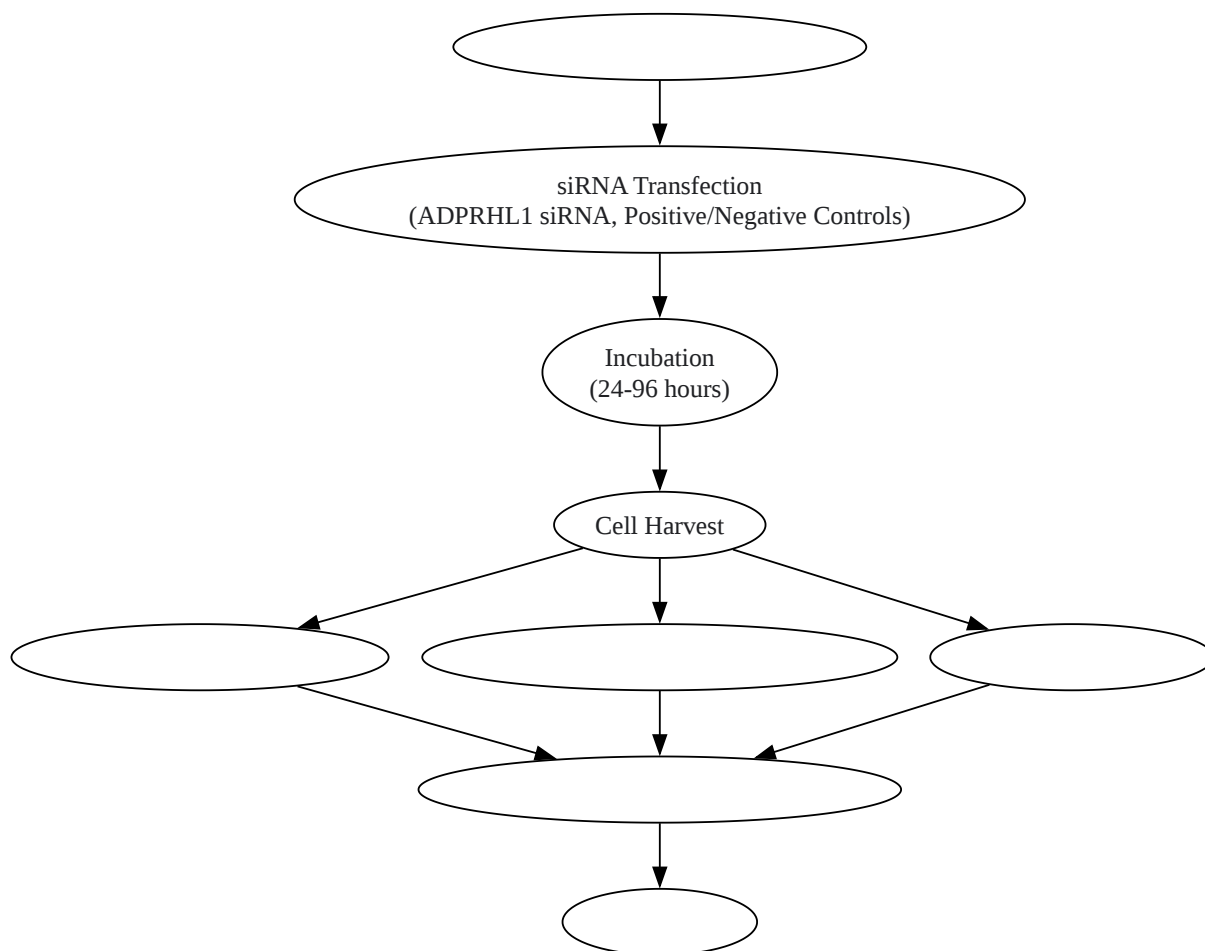 siRNA Transfection
(ADPRHL1 siRNA, Positive/Negative Controls)
Incubation
(24-96 hours)
Cell Harvest